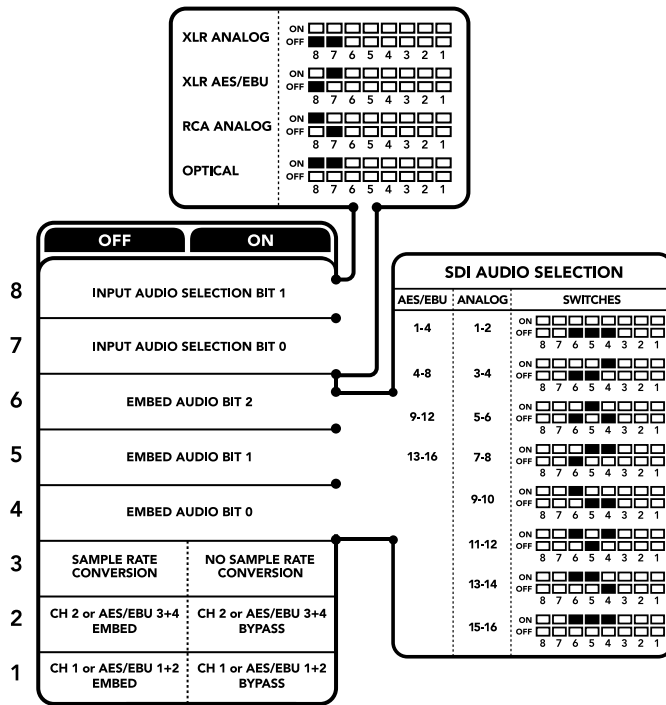 XLR ANALOG
ON
OFF
8 7 6 5 4 3 2 1
XLR AES/EBU
ON
OFF
8 7 6 5 4 3 2 1
RCA ANALOG
ON
OFF
8 7 6 5 4 3 2 1
OPTICAL
ON
OFF
8 7 6 5 4 3 2 1
OFF ON
8 INPUT AUDIO SELECTION BIT 1
7 INPUT AUDIO SELECTION BIT 0
6 EMBED AUDIO BIT 2
5 EMBED AUDIO BIT 1
4 EMBED AUDIO BIT 0
3 SAMPLE RATE CONVERSION NO SAMPLE RATE CONVERSION
2 CH 2 or AES/EBU 3+4 EMBED CH 2 or AES/EBU 3+4 BYPASS
1 CH 1 or AES/EBU 1+2 EMBED CH 1 or AES/EBU 1+2 BYPASS
SDI AUDIO SELECTION
AES/EBU ANALOG SWITCHES
1-4 1-2
ON
OFF
8 7 6 5 4 3 2 1
4-8 3-4
ON
OFF
8 7 6 5 4 3 2 1
9-12 5-6
ON
OFF
8 7 6 5 4 3 2 1
13-16 7-8
ON
OFF
8 7 6 5 4 3 2 1
9-10
ON
OFF
8 7 6 5 4 3 2 1
11-12
ON
OFF
8 7 6 5 4 3 2 1
13-14
ON
OFF
8 7 6 5 4 3 2 1
15-16
ON
OFF
8 7 6 5 4 3 2 1